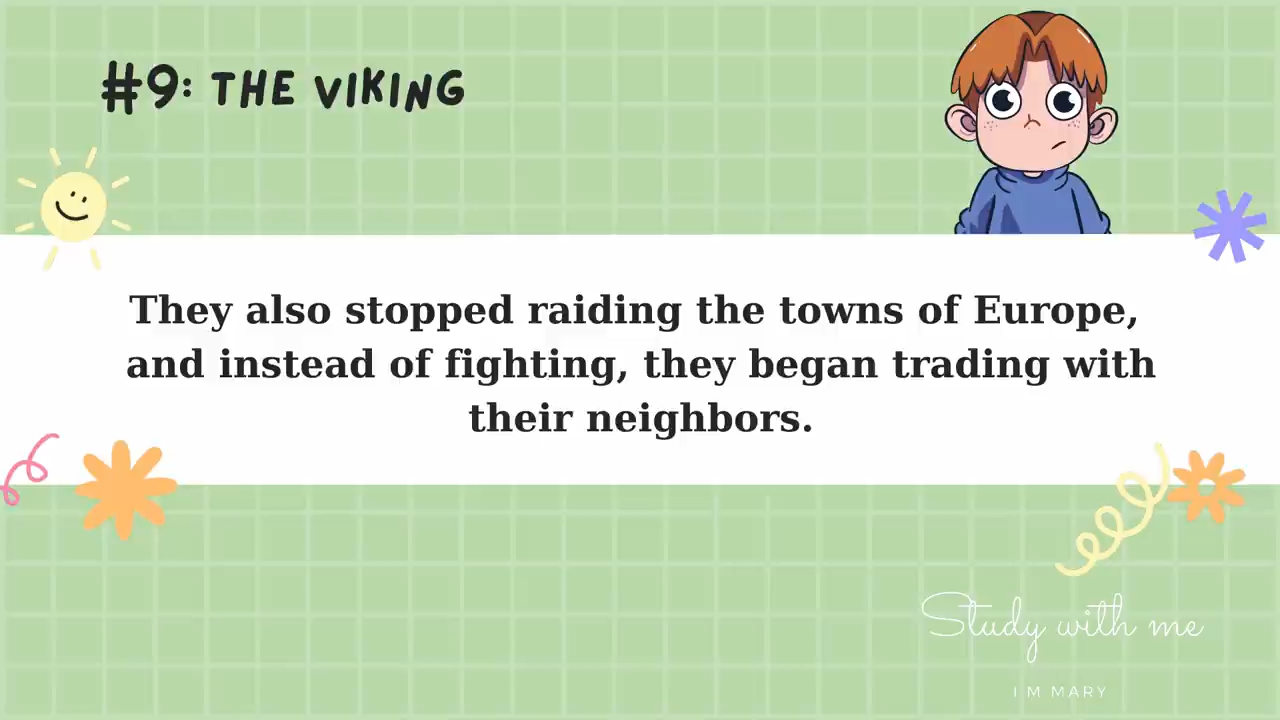 #9: THE VIKING
They also stopped raiding the towns of Europe,
and instead of fighting, they began trading with
their neighbors.
Study with me
I M MARY